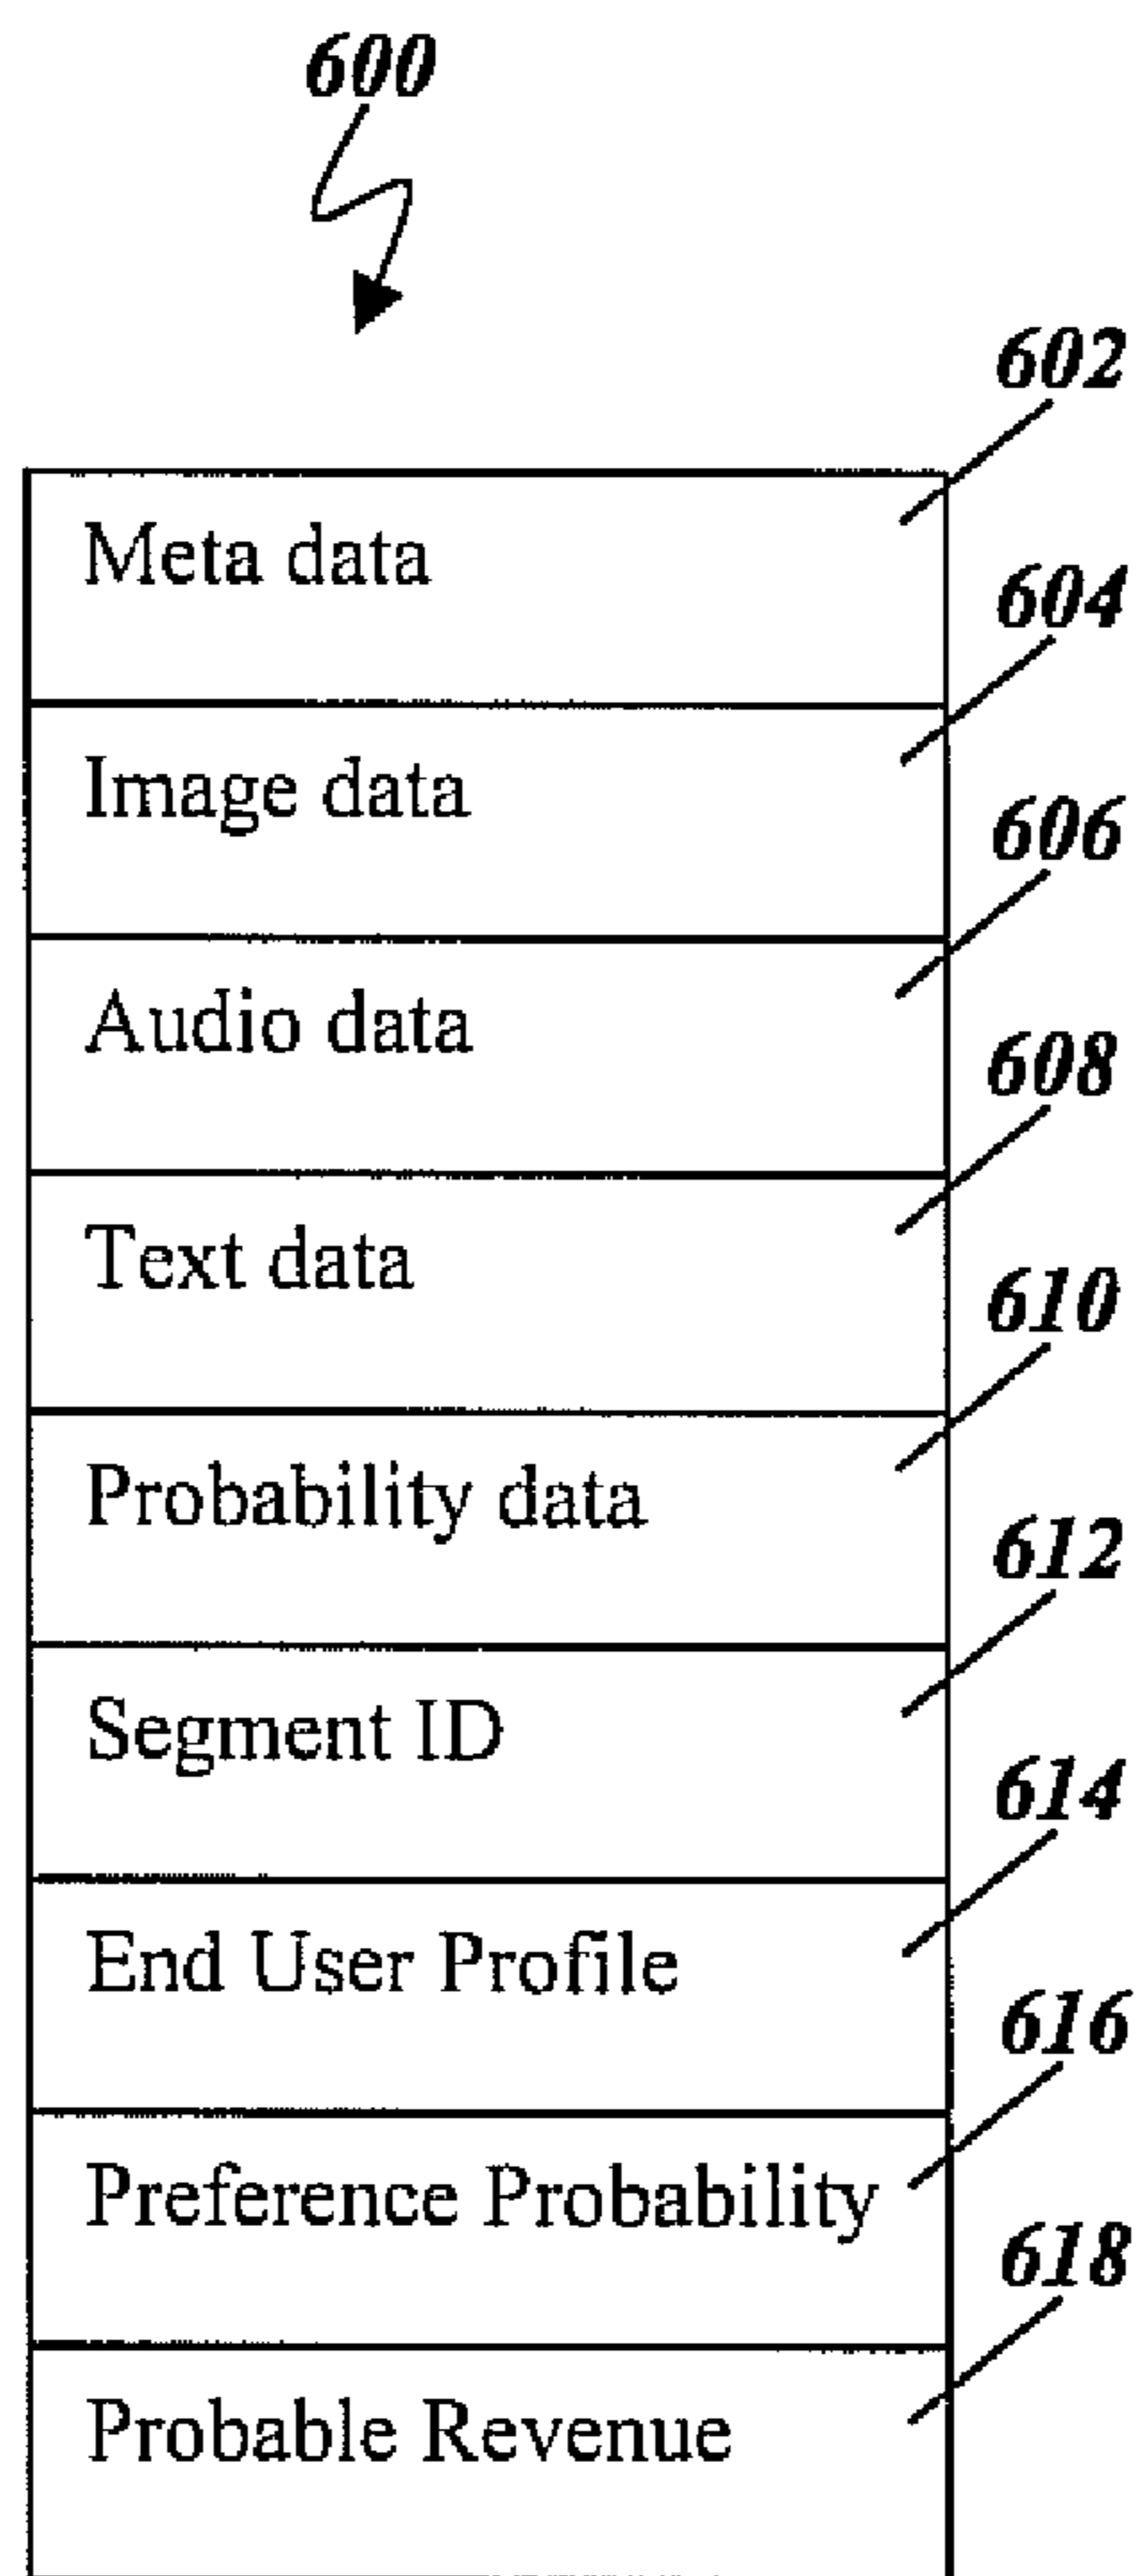 600
602
Meta data
604
Image data
606
Audio data
608
Text data
610
Probability data
612
Segment ID
614
End User Profile
616
Preference Probability
618
Probable Revenue